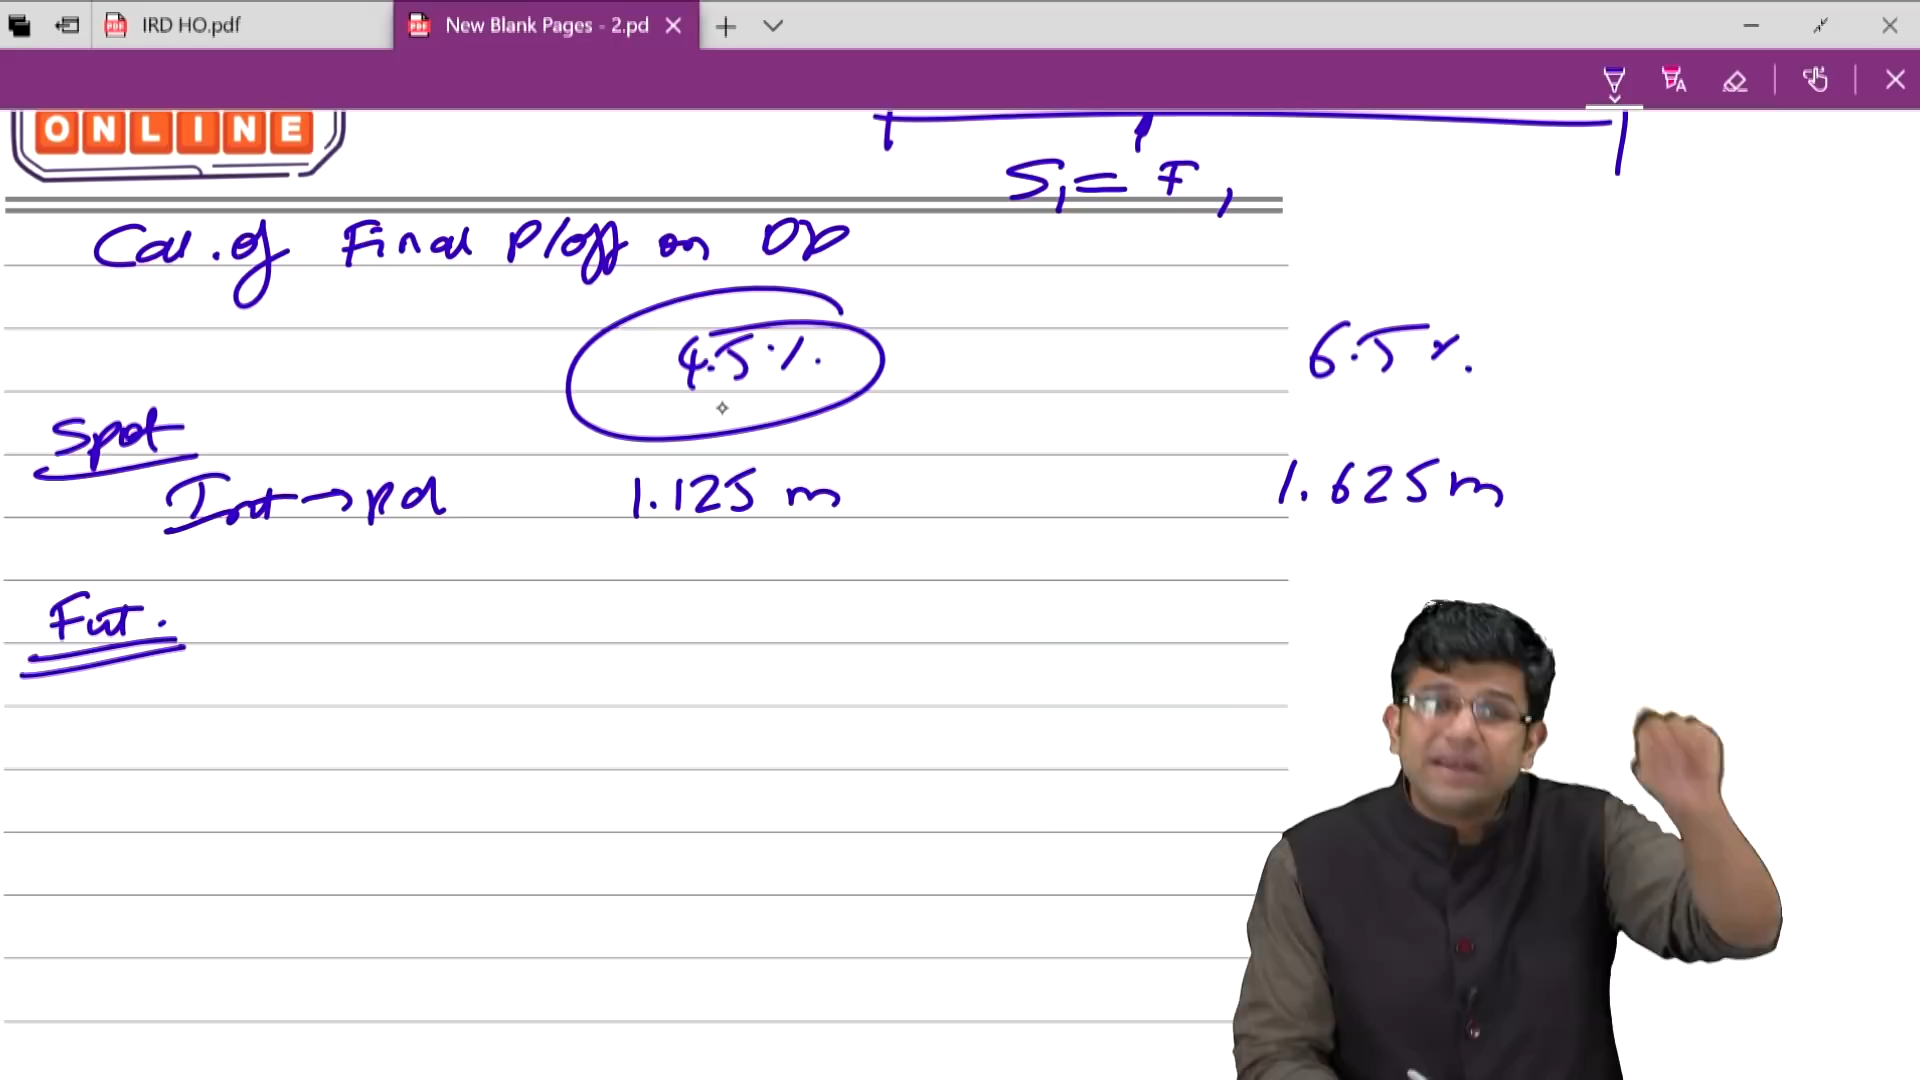 IRD HO.pdf
New Blank Pages - 2.pd
ONLINE
S₁ = F₁
Cal. of Final P/off on DD
4.5% 6.5%
Spot
Int → pd 1.125 m 1.625 m
Fut.